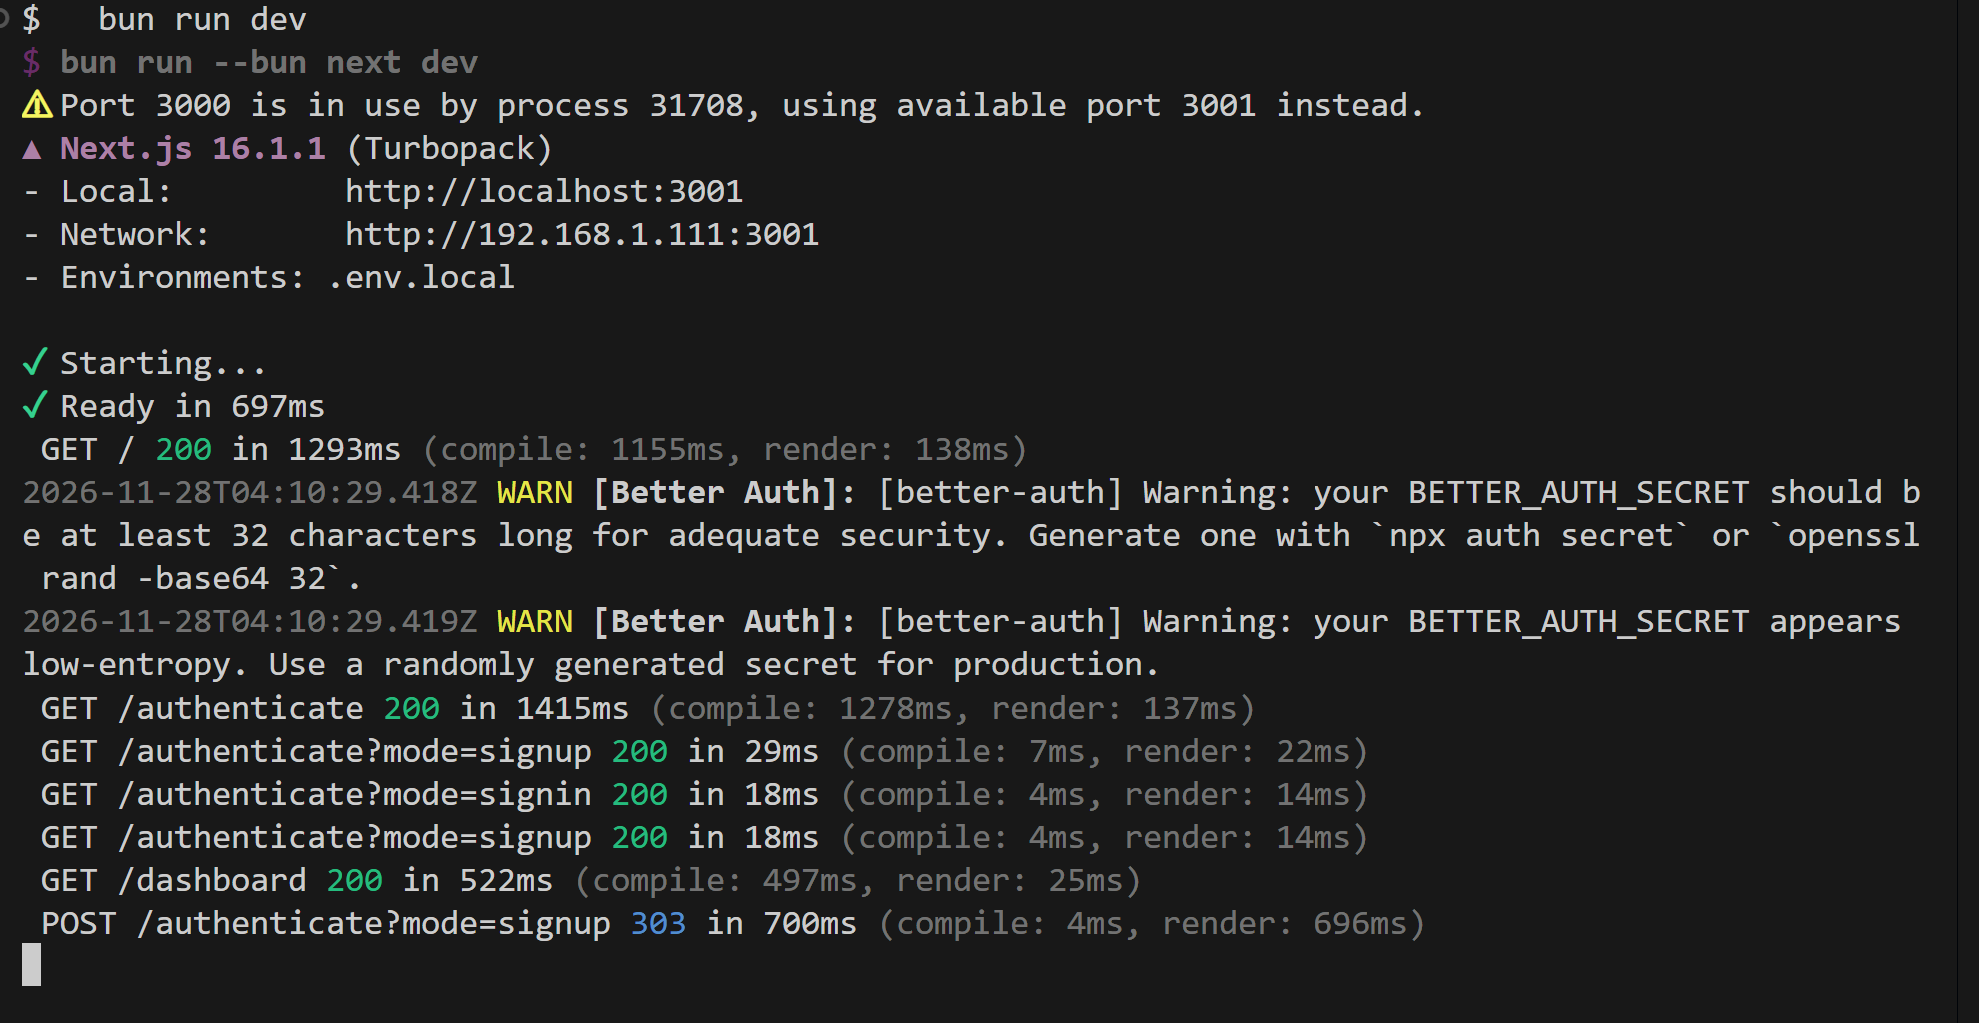 $   bun run dev
$ bun run --bun next dev
⚠ Port 3000 is in use by process 31708, using available port 3001 instead.
▲ Next.js 16.1.1 (Turbopack)
- Local:         http://localhost:3001
- Network:       http://192.168.1.111:3001
- Environments: .env.local
✓ Starting...
✓ Ready in 697ms
 GET / 200 in 1293ms (compile: 1155ms, render: 138ms)
2026-11-28T04:10:29.418Z WARN [Better Auth]: [better-auth] Warning: your BETTER_AUTH_SECRET should b
e at least 32 characters long for adequate security. Generate one with `npx auth secret` or `openssl
 rand -base64 32`.
2026-11-28T04:10:29.419Z WARN [Better Auth]: [better-auth] Warning: your BETTER_AUTH_SECRET appears
low-entropy. Use a randomly generated secret for production.
 GET /authenticate 200 in 1415ms (compile: 1278ms, render: 137ms)
 GET /authenticate?mode=signup 200 in 29ms (compile: 7ms, render: 22ms)
 GET /authenticate?mode=signin 200 in 18ms (compile: 4ms, render: 14ms)
 GET /authenticate?mode=signup 200 in 18ms (compile: 4ms, render: 14ms)
 GET /dashboard 200 in 522ms (compile: 497ms, render: 25ms)
 POST /authenticate?mode=signup 303 in 700ms (compile: 4ms, render: 696ms)